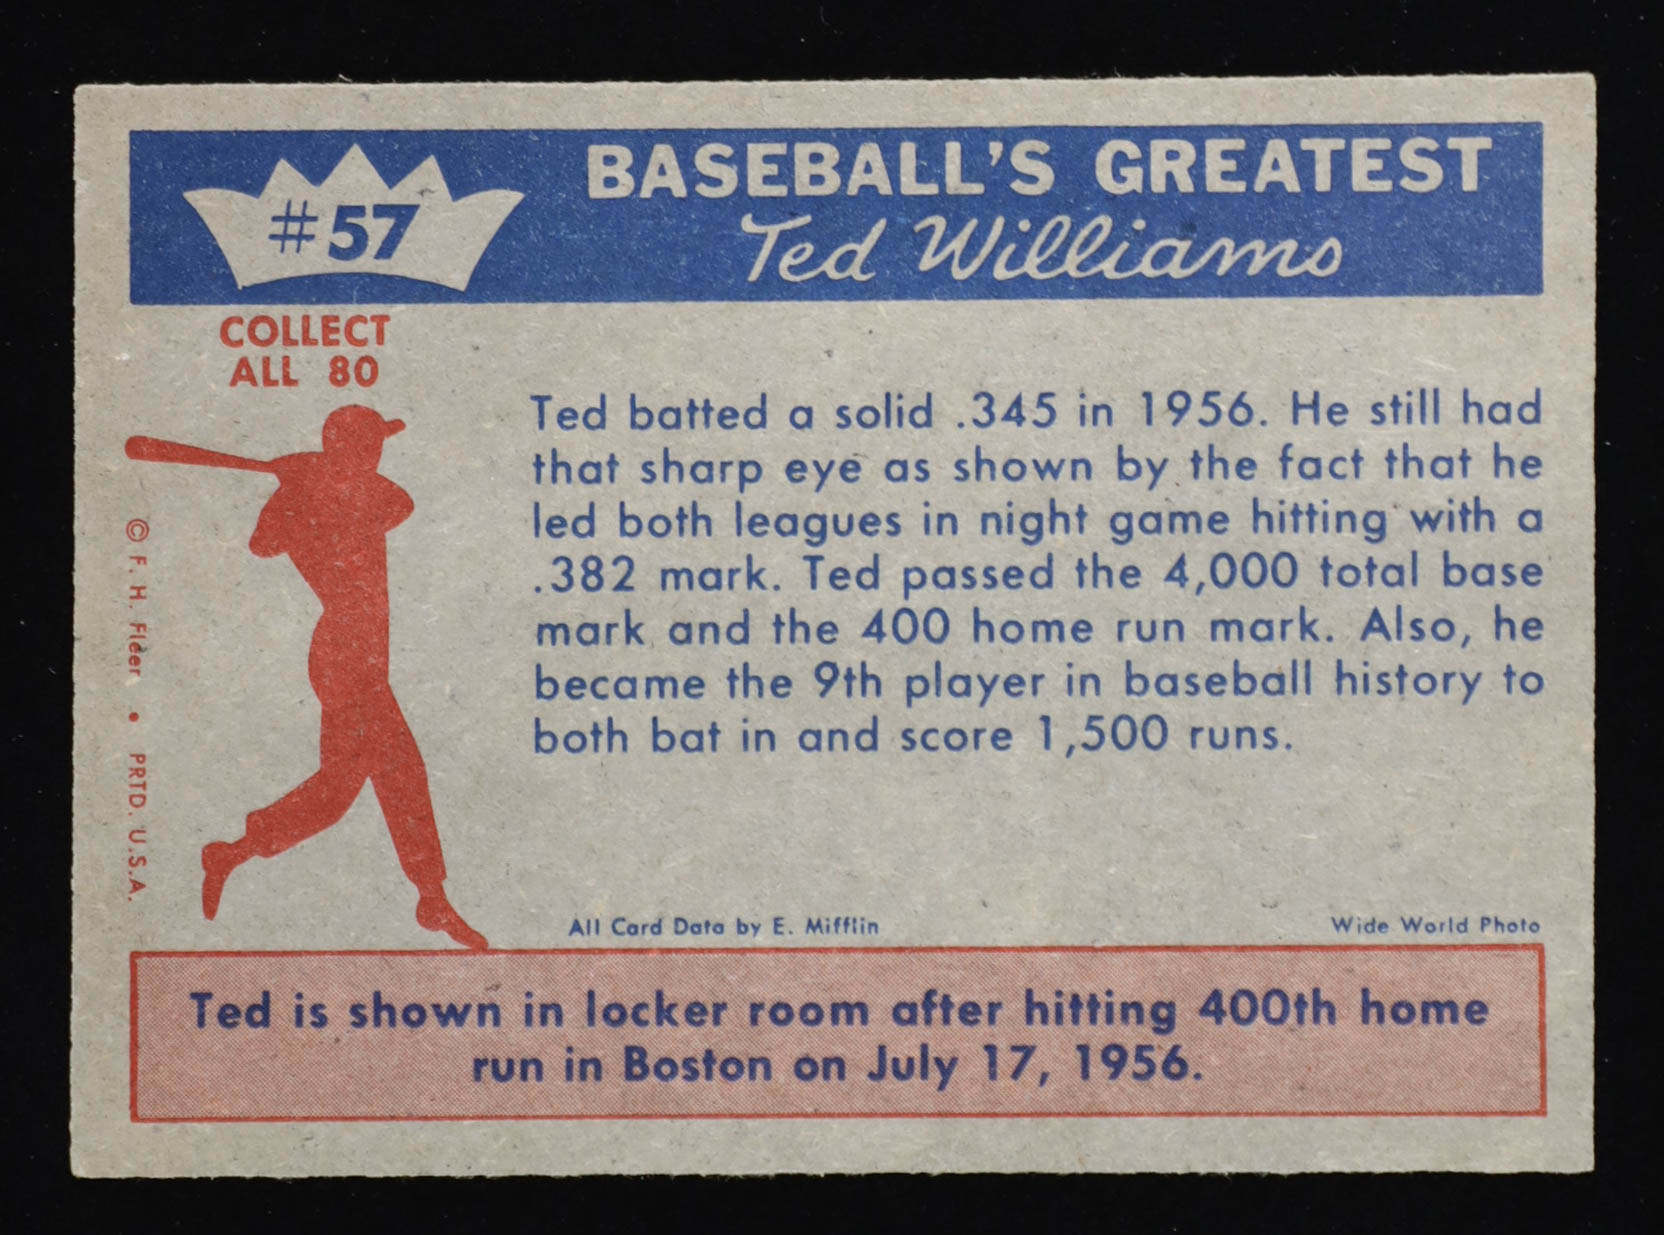 #57
BASEBALL'S GREATEST
Ted Williams
COLLECT
ALL 80
Ted batted a solid .345 in 1956. He still had
that sharp eye as shown by the fact that he
led both leagues in night game hitting with a
.382 mark. Ted passed the 4,000 total base
mark and the 400 home run mark. Also, he
became the 9th player in baseball history to
both bat in and score 1,500 runs.
© F. H. Fleer • PRTD. U.S.A.
All Card Data by E. Mifflin
Wide World Photo
Ted is shown in locker room after hitting 400th home
run in Boston on July 17, 1956.